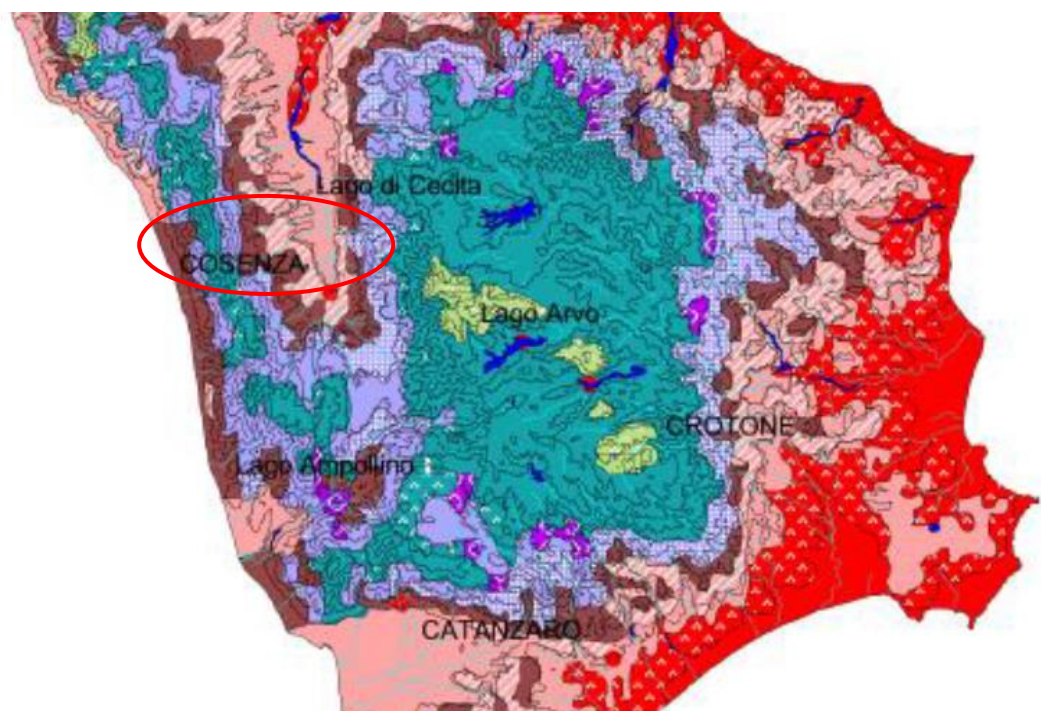 Lago di Cecita
COSENZA
Lago Arvo
CROTONE
Lago Ampollino
CATANZARO